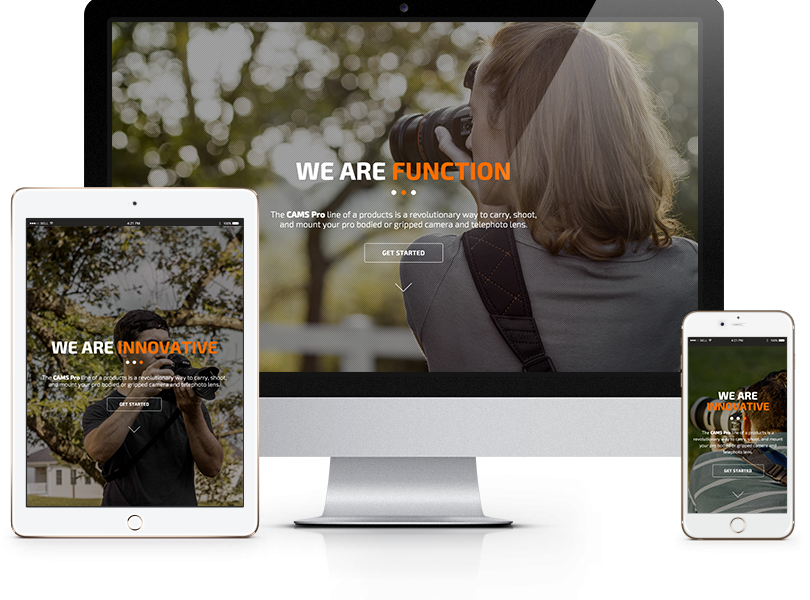 WE ARE FUNCTION
The CAMS Pro line of a products is a revolutionary way to carry, shoot,
and mount your pro bodied or gripped camera and telephoto lens.
GET STARTED
BELL
4:21 PM
100%
WE ARE INNOVATIVE
The CAMS Pro line of a products is a revolutionary way to carry, shoot,
and mount your pro bodied or gripped camera and telephoto lens.
GET STARTED
BELL
4:21 PM
100%
WE ARE
INNOVATIVE
The CAMS Pro line of a products is a
revolutionary way to carry, shoot, and mount
your pro bodied or gripped camera and
telephoto lens.
GET STARTED